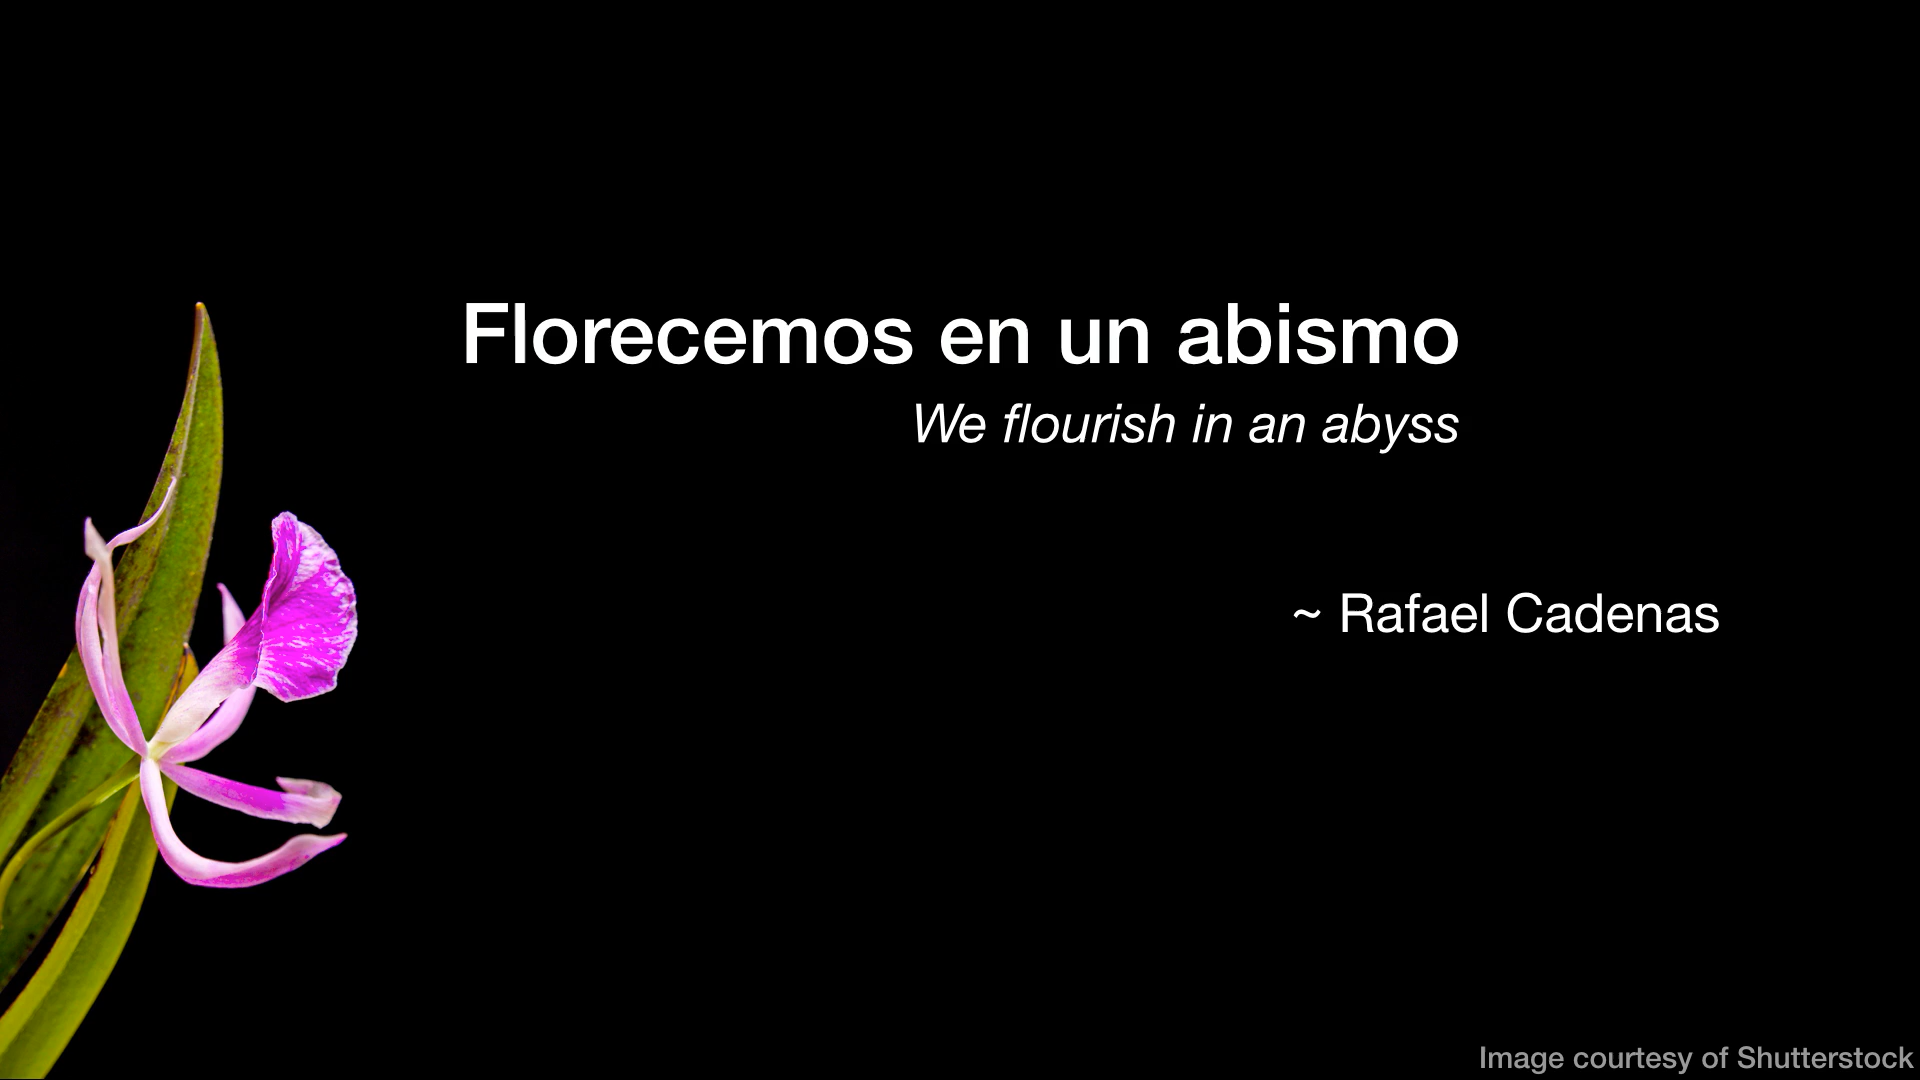 Florecemos en un abismo
We flourish in an abyss
~ Rafael Cadenas
Image courtesy of Shutterstock